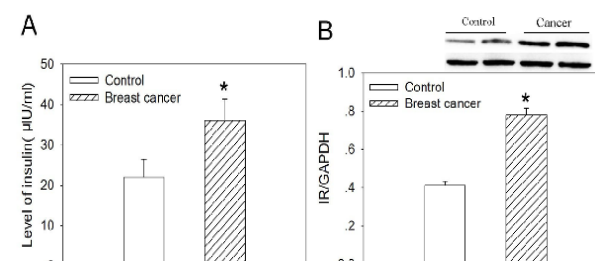 A
Level of insulin( μIU/ml)
50
40
30
20
10
Control
Breast cancer
*
B
Control Cancer
IR/GAPDH
1.0
.8
.6
.4
.2
Control
Breast cancer
*